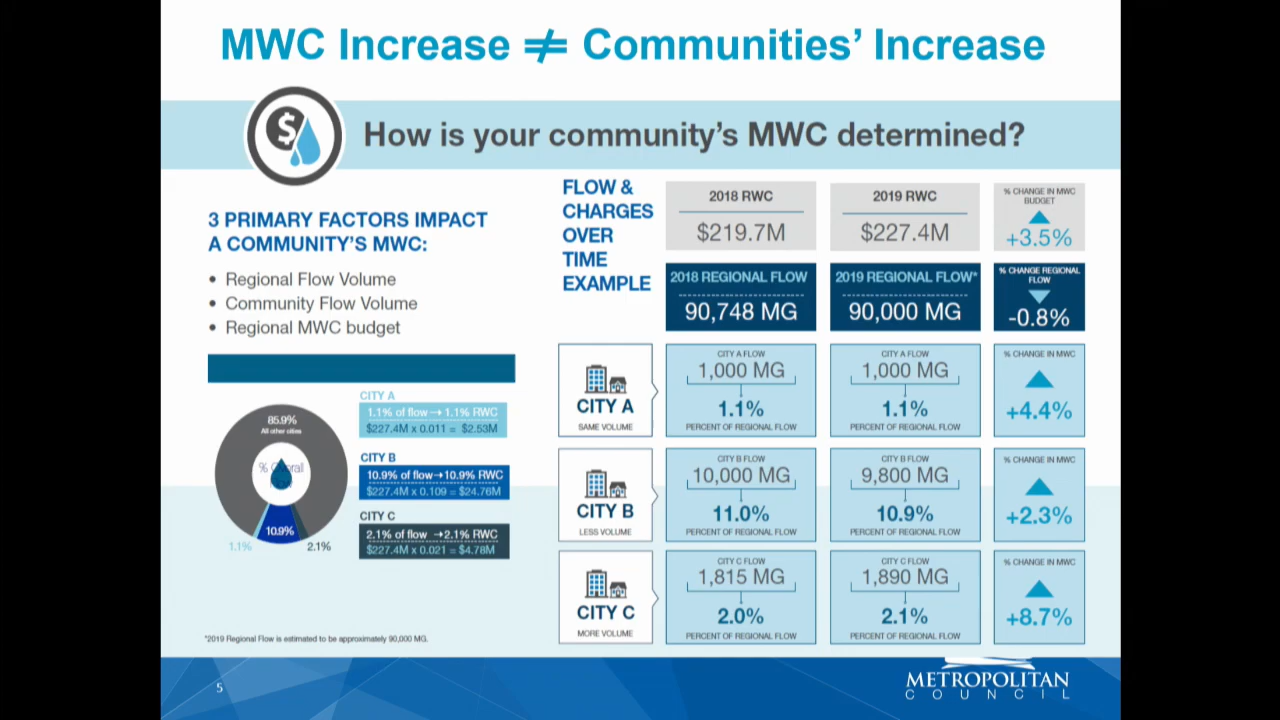 MWC Increase ≠ Communities' Increase
How is your community's MWC determined?
3 PRIMARY FACTORS IMPACT
A COMMUNITY'S MWC:
• Regional Flow Volume
• Community Flow Volume
• Regional MWC budget
85.9%
All other cities
% Overall
10.9%
1.1%
2.1%
CITY A
1.1% of flow → 1.1% RWC
$227.4M x 0.011 = $2.53M
CITY B
10.9% of flow → 10.9% RWC
$227.4M x 0.109 = $24.76M
CITY C
2.1% of flow → 2.1% RWC
$227.4M x 0.021 = $4.78M
*2019 Regional Flow is estimated to be approximately 90,000 MG.
FLOW &
CHARGES
OVER
TIME
EXAMPLE
2018 RWC
$219.7M
2019 RWC
$227.4M
% CHANGE IN MWC
BUDGET
+3.5%
2018 REGIONAL FLOW
90,748 MG
2019 REGIONAL FLOW*
90,000 MG
% CHANGE REGIONAL
FLOW
-0.8%
CITY A
SAME VOLUME
CITY A FLOW
1,000 MG
1.1%
PERCENT OF REGIONAL FLOW
CITY A FLOW
1,000 MG
1.1%
PERCENT OF REGIONAL FLOW
% CHANGE IN MWC
+4.4%
CITY B
LESS VOLUME
CITY B FLOW
10,000 MG
11.0%
PERCENT OF REGIONAL FLOW
CITY B FLOW
9,800 MG
10.9%
PERCENT OF REGIONAL FLOW
% CHANGE IN MWC
+2.3%
CITY C
MORE VOLUME
CITY C FLOW
1,815 MG
2.0%
PERCENT OF REGIONAL FLOW
CITY C FLOW
1,890 MG
2.1%
PERCENT OF REGIONAL FLOW
% CHANGE IN MWC
+8.7%
5
METROPOLITAN
COUNCIL